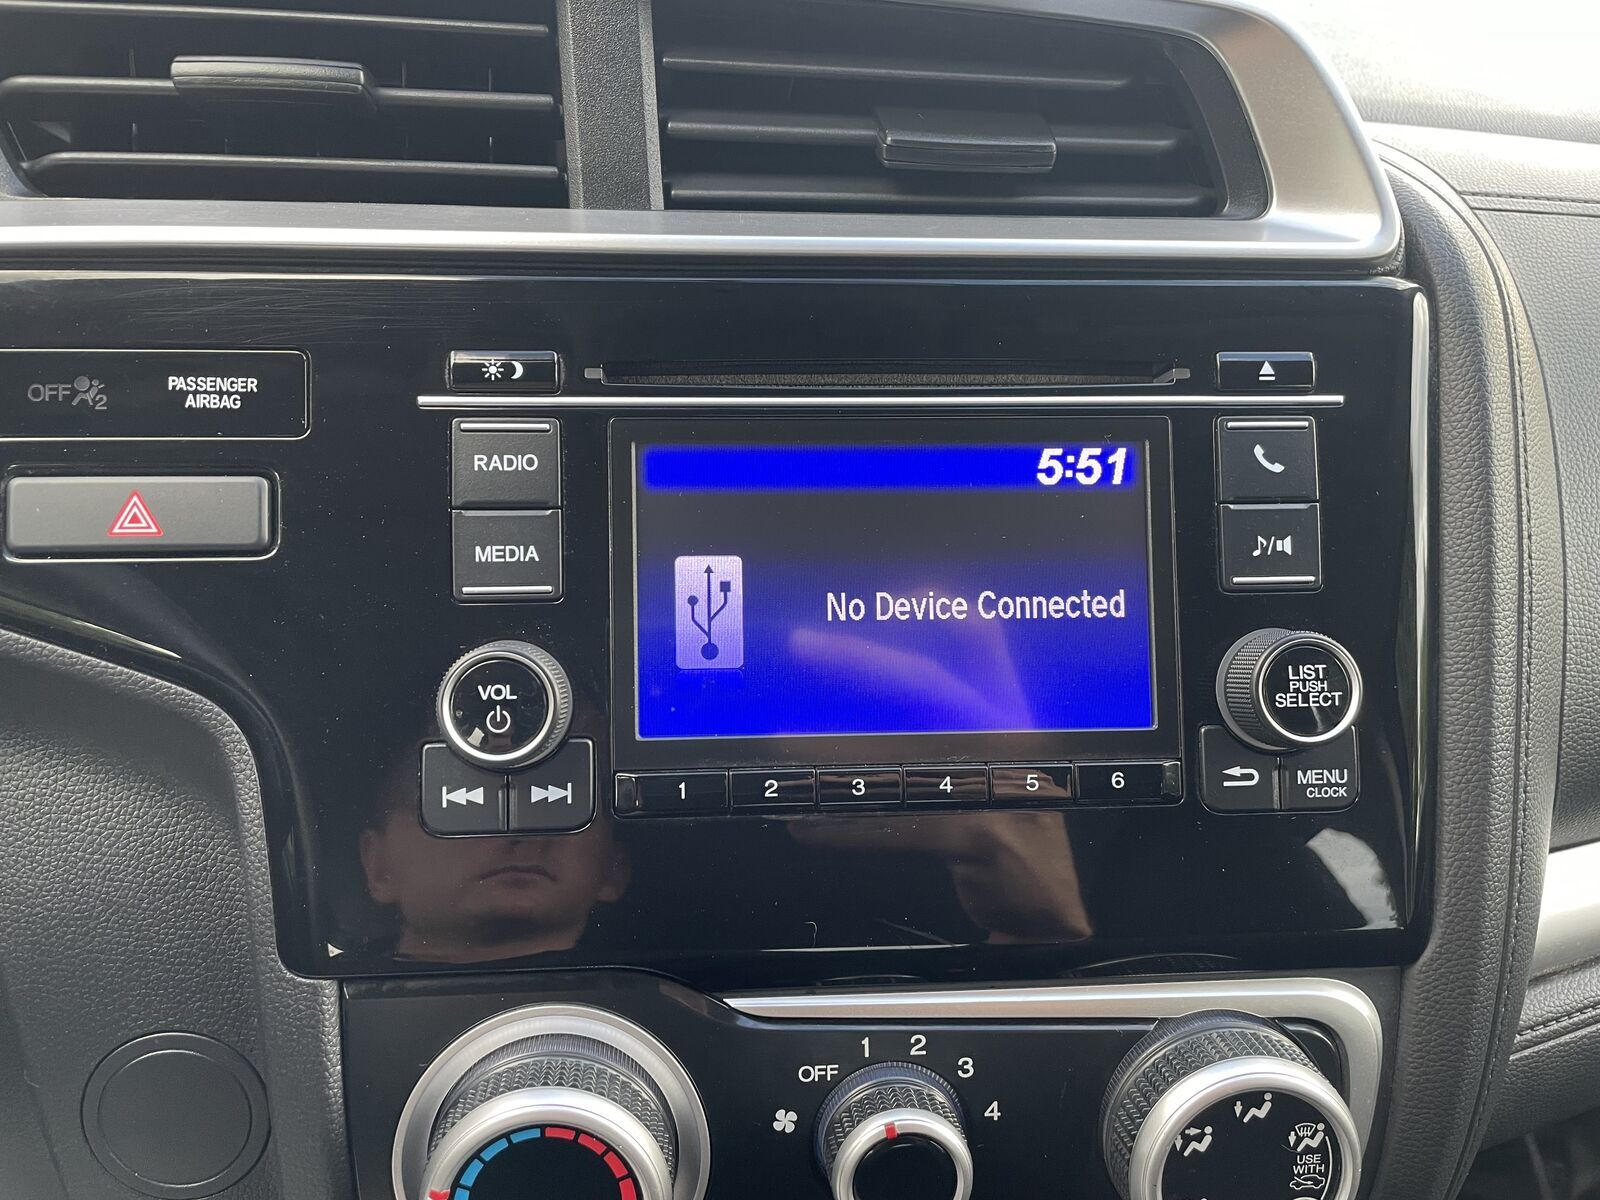 OFF 2
PASSENGER
AIRBAG
RADIO
MEDIA
5:51
No Device Connected
VOL
LIST
PUSH
SELECT
1 2 3 4 5 6
MENU
CLOCK
OFF 1 2 3 4
USE
WITH